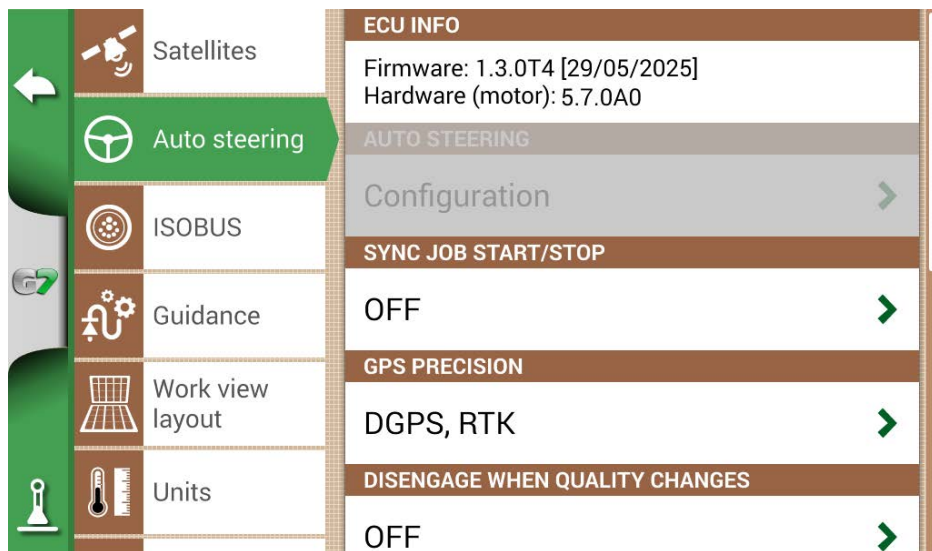 Satellites
Auto steering
ISOBUS
G7
Guidance
Work view
layout
Units
ECU INFO
Firmware: 1.3.0T4 [29/05/2025]
Hardware (motor): 5.7.0A0
AUTO STEERING
Configuration
SYNC JOB START/STOP
OFF
GPS PRECISION
DGPS, RTK
DISENGAGE WHEN QUALITY CHANGES
OFF